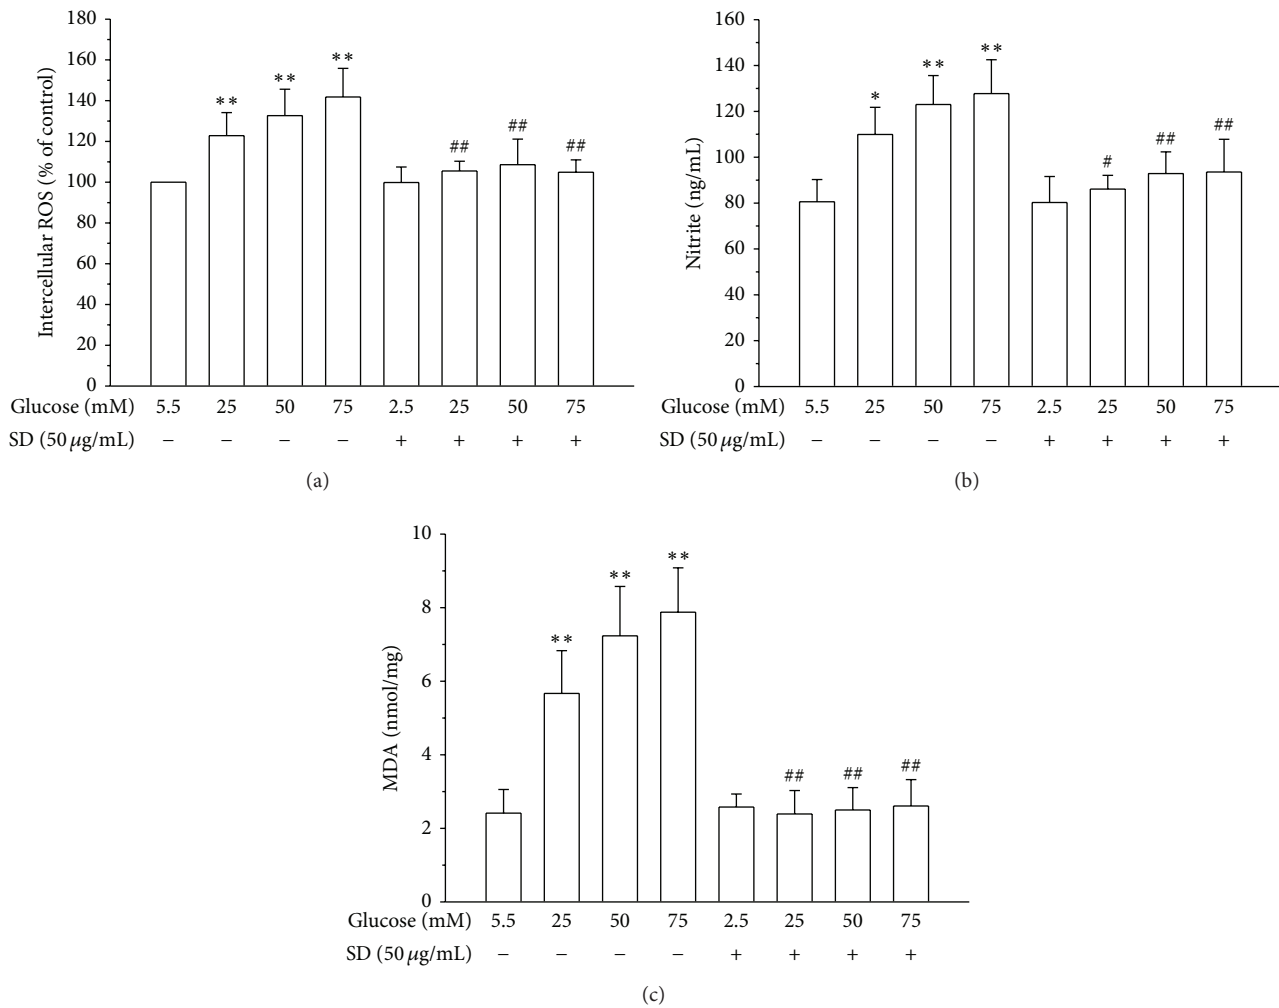 180
160
140
120
100
80
60
40
20
0
Intercellular ROS (% of control)
** ** ** ## ## ##
Glucose (mM) 5.5 25 50 75 2.5 25 50 75
SD (50 μg/mL) − − − − + + + +
(a)
160
140
120
100
80
60
40
20
0
Nitrite (ng/mL)
* ** ** # ## ##
Glucose (mM) 5.5 25 50 75 2.5 25 50 75
SD (50 μg/mL) − − − − + + + +
(b)
10
8
6
4
2
0
MDA (nmol/mg)
** ** ** ## ## ##
Glucose (mM) 5.5 25 50 75 2.5 25 50 75
SD (50 μg/mL) − − − − + + + +
(c)